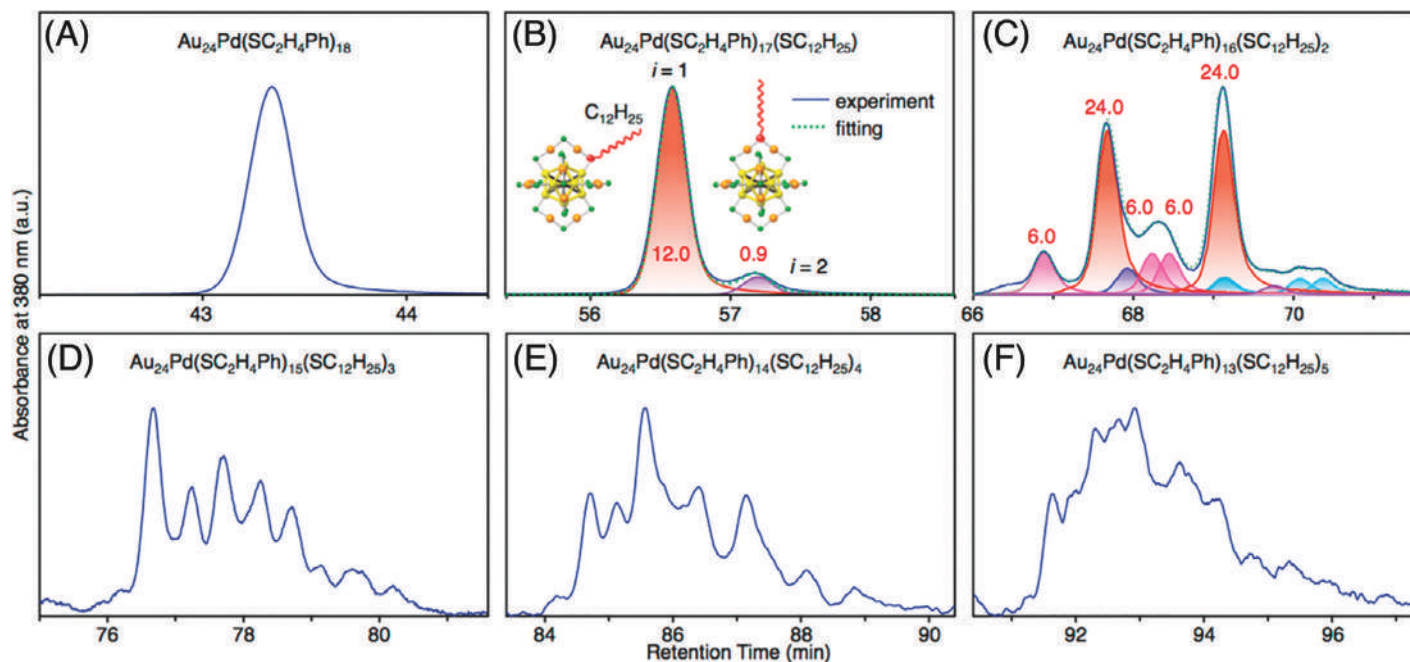 (A)
Au₂₄Pd(SC₂H₄Ph)₁₈
(B)
Au₂₄Pd(SC₂H₄Ph)₁₇(SC₁₂H₂₅)
i = 1
C₁₂H₂₅
experiment
fitting
12.0
0.9
i = 2
(C)
Au₂₄Pd(SC₂H₄Ph)₁₆(SC₁₂H₂₅)₂
24.0
24.0
6.0
6.0
6.0
43
44
56
57
58
66
68
70
(D)
Au₂₄Pd(SC₂H₄Ph)₁₅(SC₁₂H₂₅)₃
(E)
Au₂₄Pd(SC₂H₄Ph)₁₄(SC₁₂H₂₅)₄
(F)
Au₂₄Pd(SC₂H₄Ph)₁₃(SC₁₂H₂₅)₅
76
78
80
84
86
88
90
92
94
96
Absorbance at 380 nm (a.u.)
Retention Time (min)